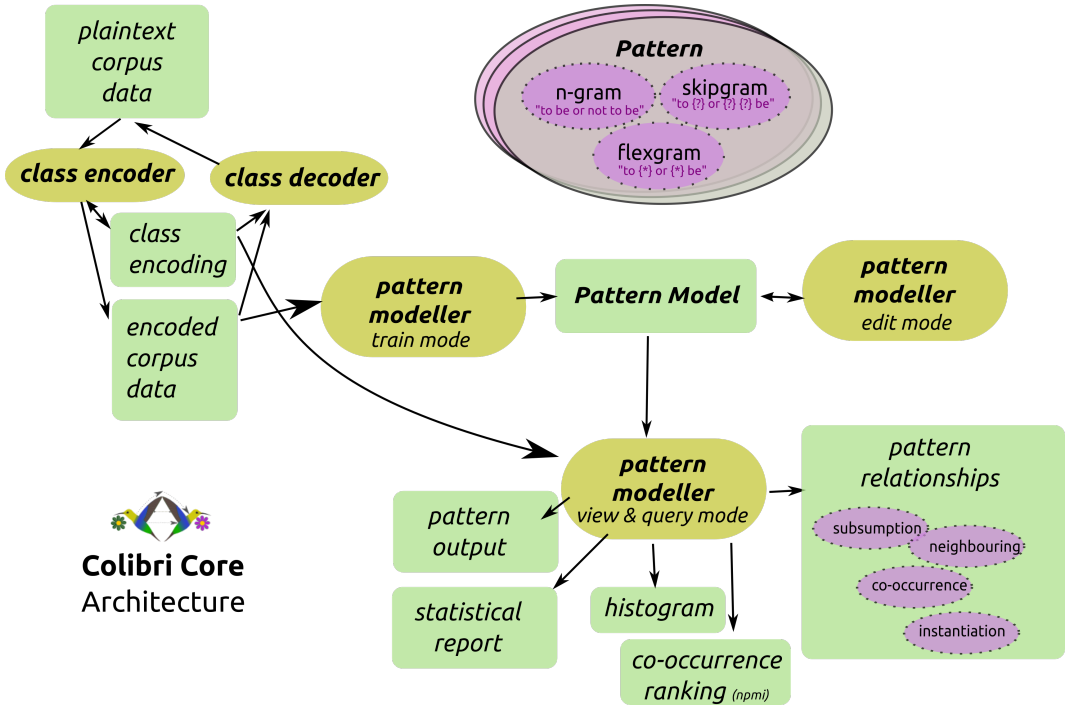 plaintext
corpus
data
Pattern
n-gram
"to be or not to be"
skipgram
"to {?} or {?} {?} be"
flexgram
"to {*} or {*} be"
class encoder
class decoder
class
encoding
encoded
corpus
data
pattern
modeller
train mode
Pattern Model
pattern
modeller
edit mode
pattern
modeller
view & query mode
pattern
relationships
subsumption
neighbouring
co-occurrence
instantiation
pattern
output
statistical
report
histogram
co-occurrence
ranking (npmi)
Colibri Core
Architecture